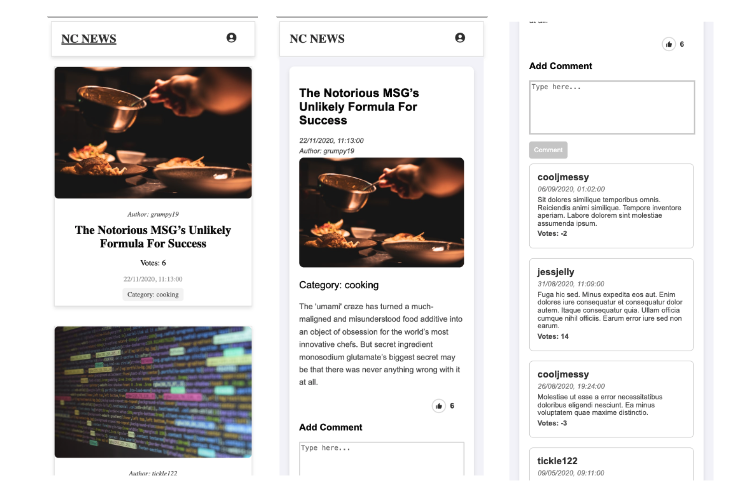 NC NEWS
Author: grumpy19
The Notorious MSG's Unlikely
Formula For Success
Votes: 6
22/11/2020, 11:13:00
Category: cooking
Author: tickle122
NC NEWS
The Notorious MSG's
Unlikely Formula For
Success
22/11/2020, 11:13:00
Author: grumpy19
Category: cooking
The 'umami' craze has turned a much-
maligned and misunderstood food additive into
an object of obsession for the world's most
innovative chefs. But secret ingredient
monosodium glutamate's biggest secret may
be that there was never anything wrong with it
at all.
6
Add Comment
Type here...
6
Add Comment
Type here...
Comment
cooljmessy
06/09/2020, 01:02:00
Sit dolores similique temporibus omnis.
Reiciendis animi similique. Tempore inventore
aperiam. Labore dolorem sint molestiae
assumenda ipsum.
Votes: -2
jessjelly
31/08/2020, 11:09:00
Fuga hic sed. Minus expedita eos aut. Enim
dolores iure consequatur et consequatur dolor
autem. Itaque consequatur quia. Ullam officia
cumque nihil officiis. Earum error iure sed non
earum.
Votes: 14
cooljmessy
26/08/2020, 19:24:00
Molestiae ut esse a error necessitatibus
doloribus eligendi nesciunt. Ea minus
voluptatem quae maxime distinctio.
Votes: -3
tickle122
09/05/2020, 09:11:00